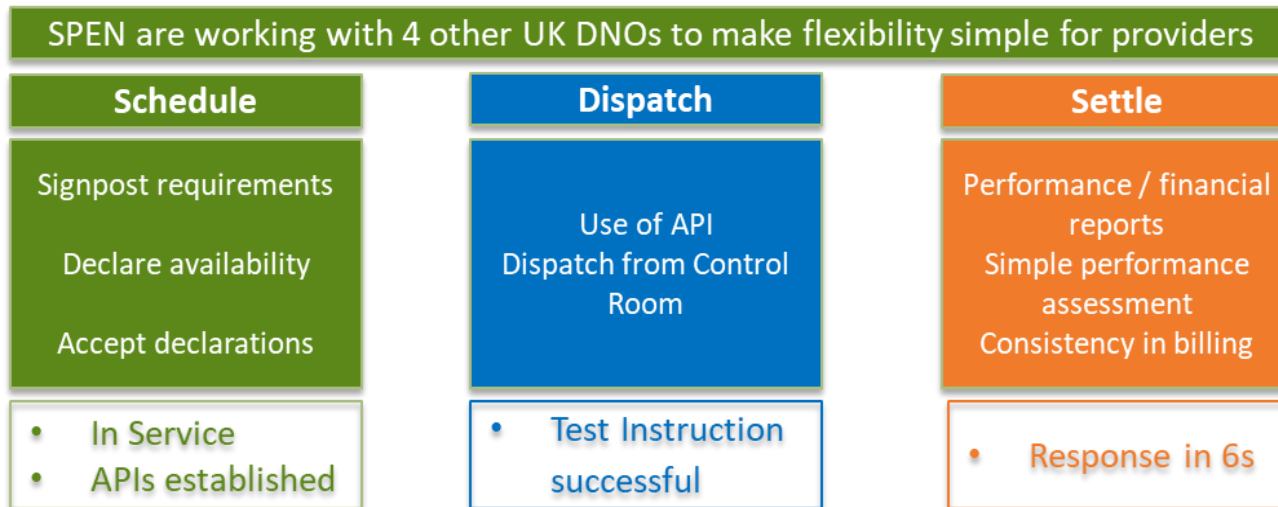 SPEN are working with 4 other UK DNOs to make flexibility simple for providers
Schedule
Signpost requirements
Declare availability
Accept declarations
• In Service
• APIs established
Dispatch
Use of API
Dispatch from Control
Room
• Test Instruction
successful
Settle
Performance / financial
reports
Simple performance
assessment
Consistency in billing
• Response in 6s